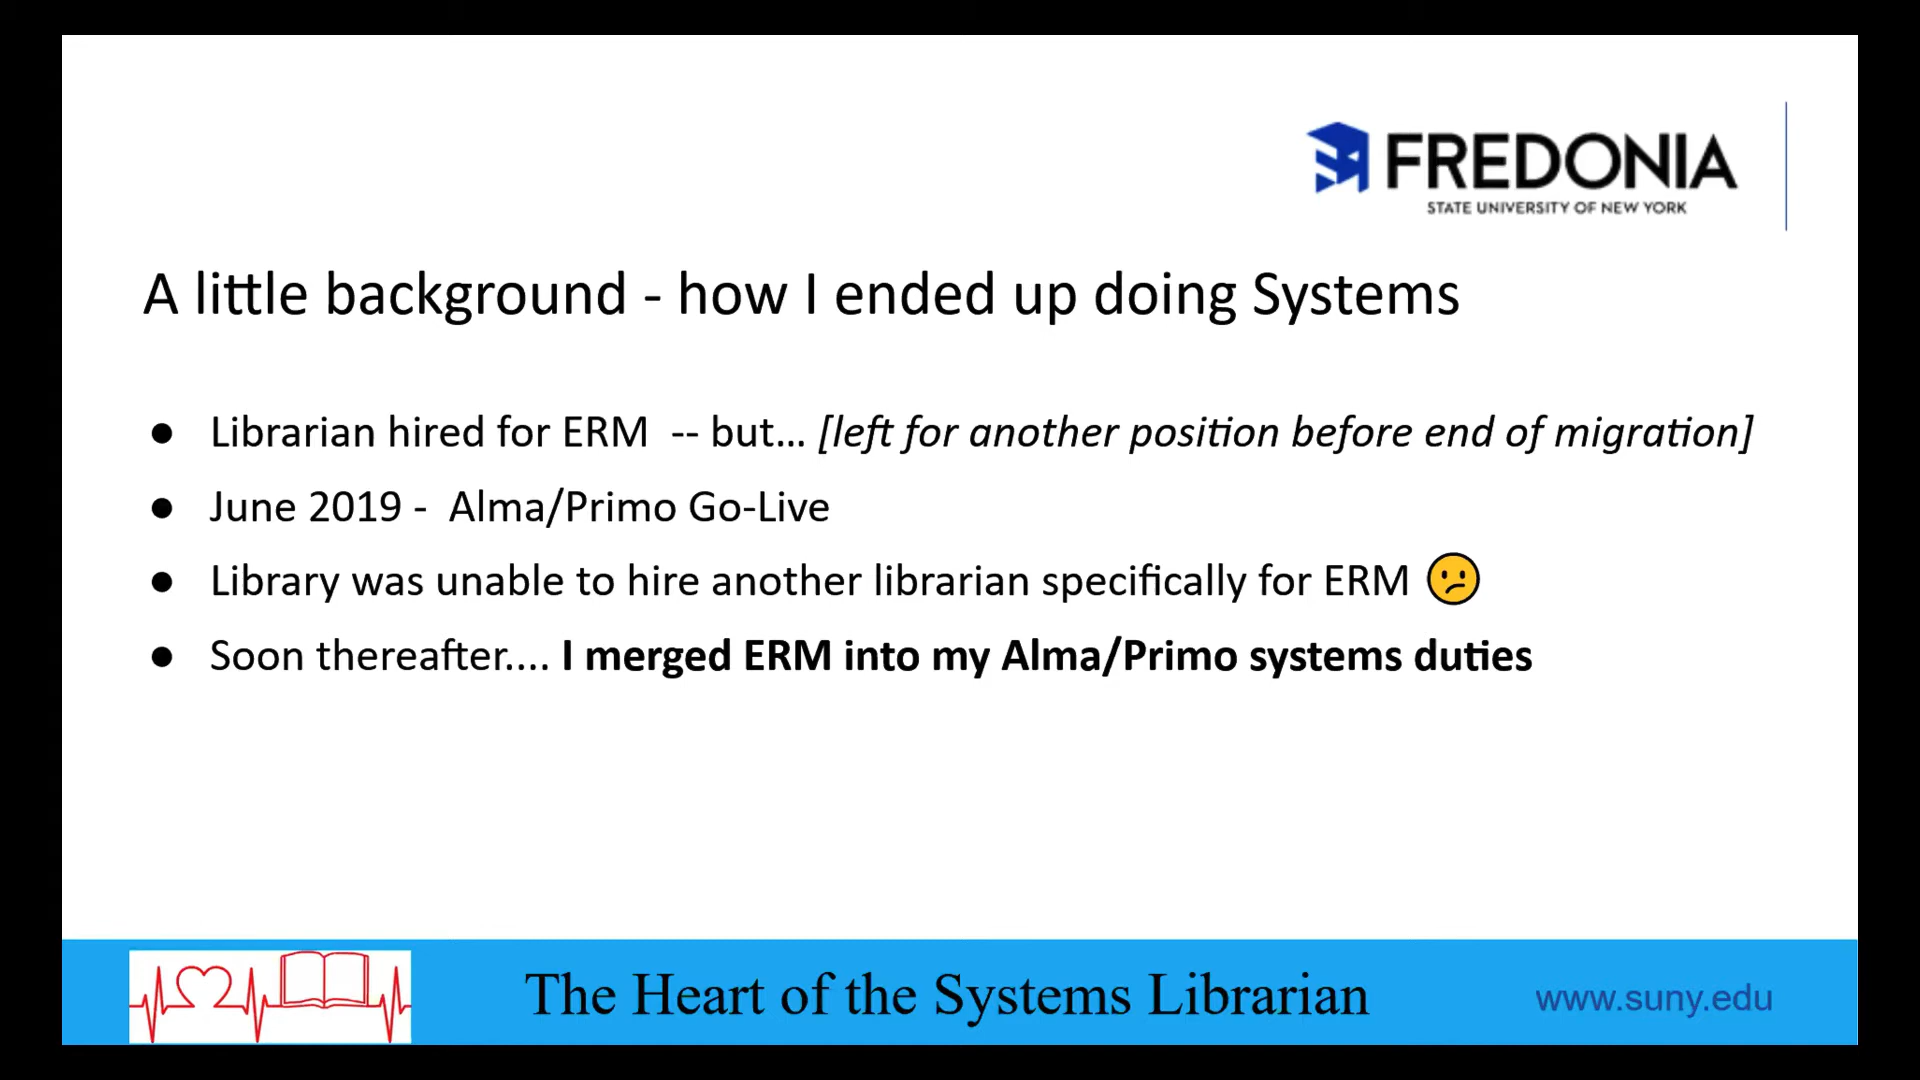 FREDONIA
STATE UNIVERSITY OF NEW YORK
A little background - how I ended up doing Systems
● Librarian hired for ERM -- but... [left for another position before end of migration]
● June 2019 - Alma/Primo Go-Live
● Library was unable to hire another librarian specifically for ERM 😕
● Soon thereafter.... I merged ERM into my Alma/Primo systems duties
The Heart of the Systems Librarian
www.suny.edu